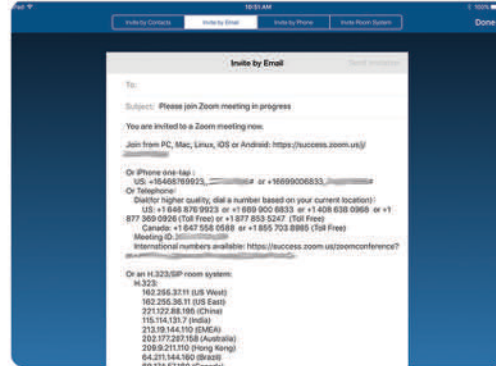 iPad 10:51 AM 100%
Invite by Contacts Invite by Email Invite by Phone Invite Room System Done
Invite by Email Send Invitation
To:
Subject: Please join Zoom meeting in progress
You are invited to a Zoom meeting now.
Join from PC, Mac, Linux, iOS or Android: https://success.zoom.us/j/
Or iPhone one-tap :
US: +16468769923,, # or +16699006833, #
Or Telephone:
Dial(for higher quality, dial a number based on your current location) :
US: +1 646 876 9923 or +1 669 900 6833 or +1 408 638 0968 or +1
877 369 0926 (Toll Free) or +1 877 853 5247 (Toll Free)
Canada: +1 647 558 0588 or +1 855 703 8985 (Toll Free)
Meeting ID:
International numbers available: https://success.zoom.us/zoomconference?
Or an H.323/SIP room system:
H.323:
162.255.37.11 (US West)
162.255.36.11 (US East)
221.122.88.195 (China)
115.114.131.7 (India)
213.19.144.110 (EMEA)
202.177.207.158 (Australia)
209.9.211.110 (Hong Kong)
64.211.144.160 (Brazil)